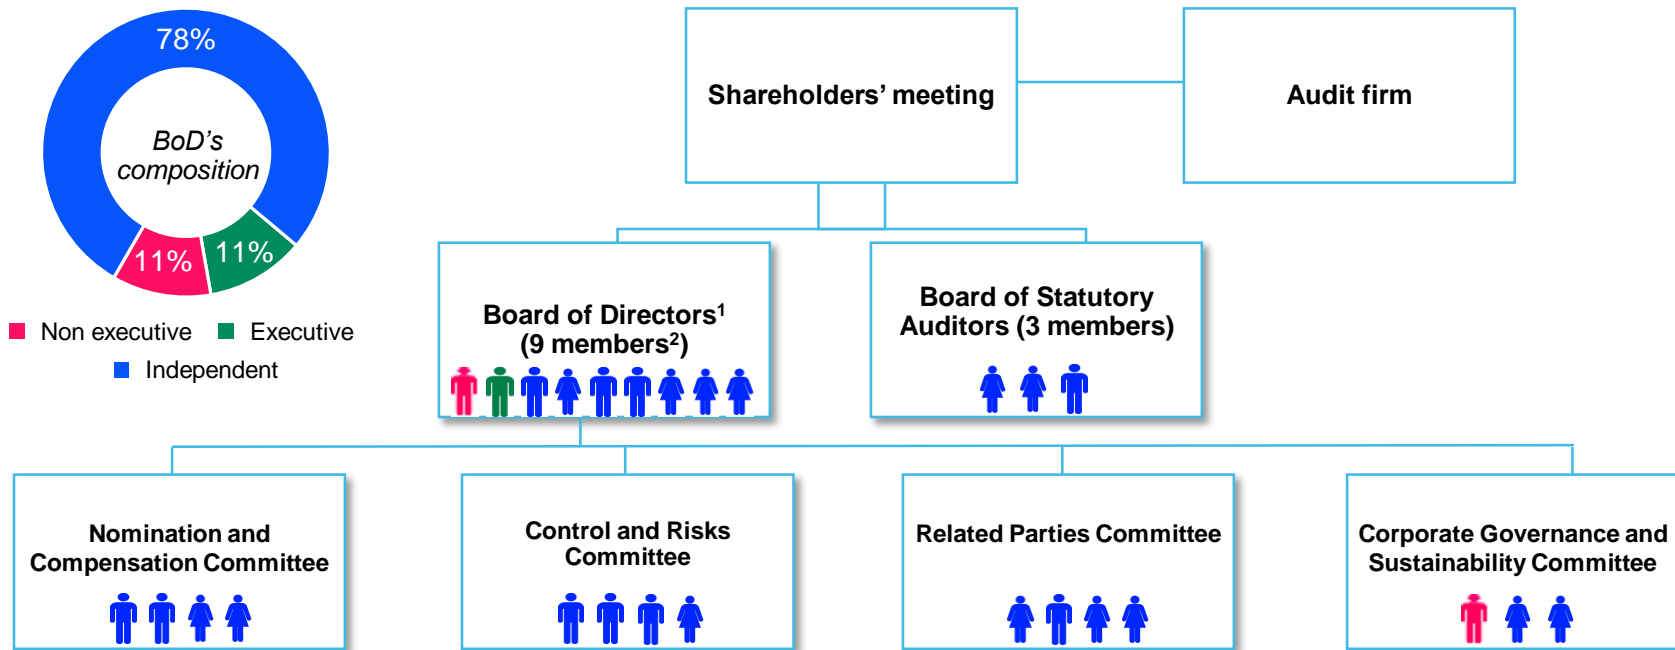 78%
BoD's
composition
11%
11%
Non executive
Executive
Independent
Shareholders' meeting
Audit firm
Board of Directors¹
(9 members²)
Board of Statutory
Auditors (3 members)
Nomination and
Compensation Committee
Control and Risks
Committee
Related Parties Committee
Corporate Governance and
Sustainability Committee